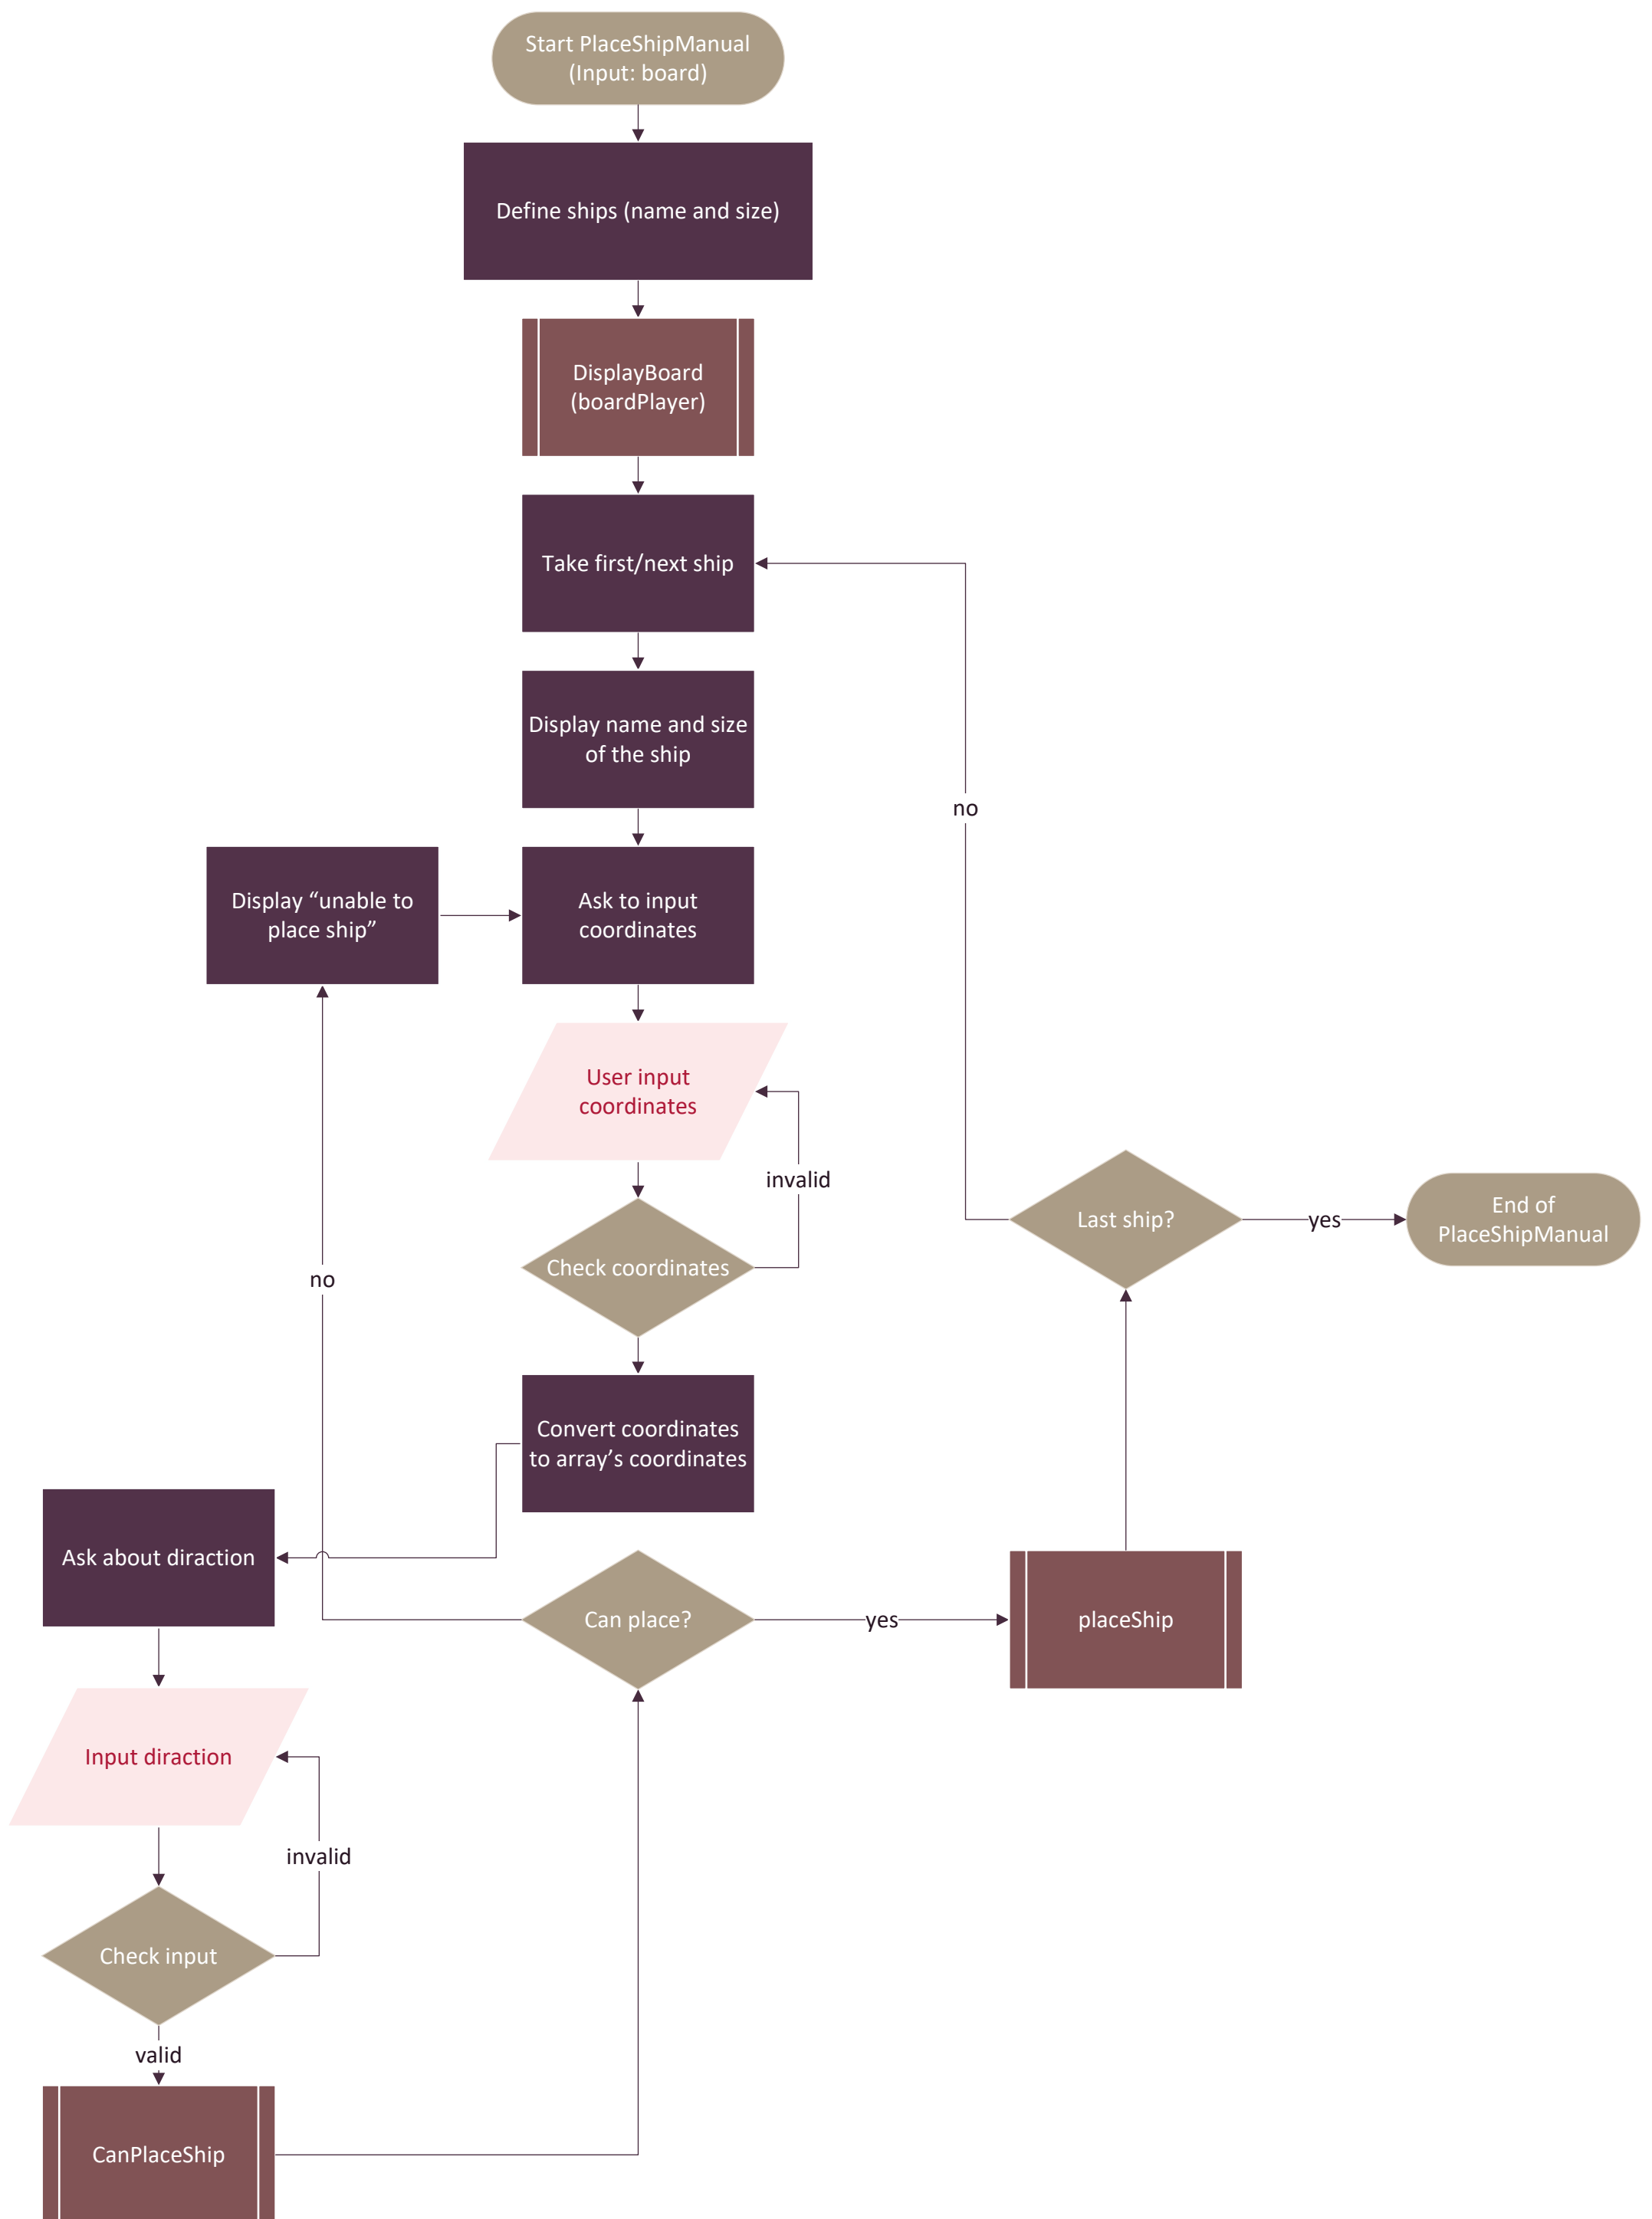 Start PlaceShipManual
(Input: board)
Define ships (name and size)
DisplayBoard
(boardPlayer)
Take first/next ship
Display name and size
of the ship
no
Display “unable to
place ship”
Ask to input
coordinates
User input
coordinates
invalid
Last ship?
yes
End of
PlaceShipManual
Check coordinates
no
Convert coordinates
to array’s coordinates
Ask about diraction
Can place?
yes
placeShip
Input diraction
invalid
Check input
valid
CanPlaceShip